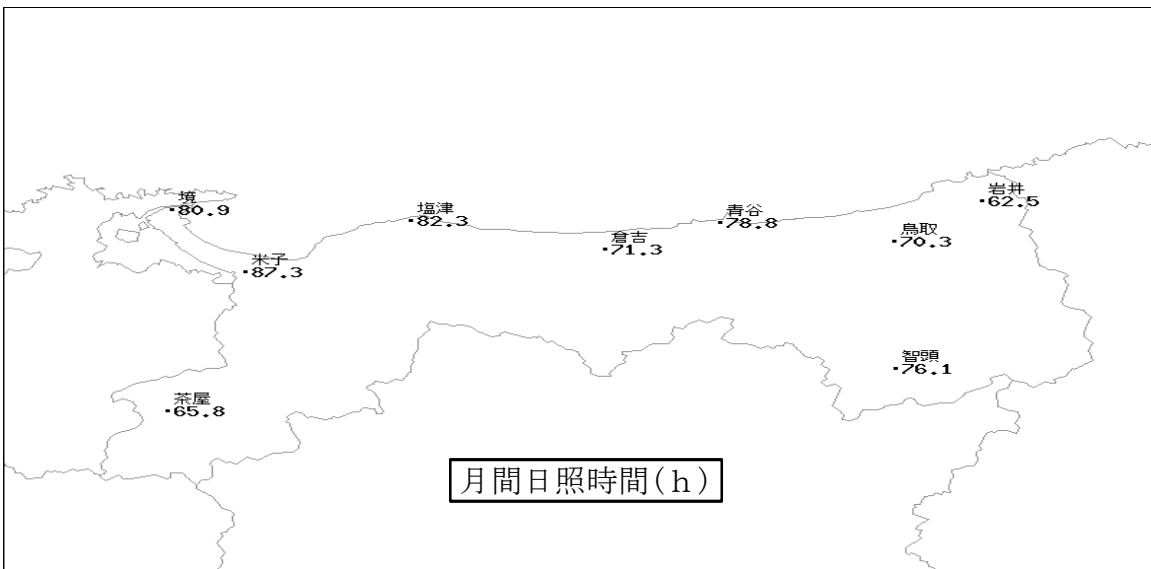 境
・80.9
塩津
・82.3
青谷
・78.8
岩井
・62.5
鳥取
・70.3
倉吉
・71.3
米子
・87.3
智頭
・76.1
茶屋
・65.8
月間日照時間(h)